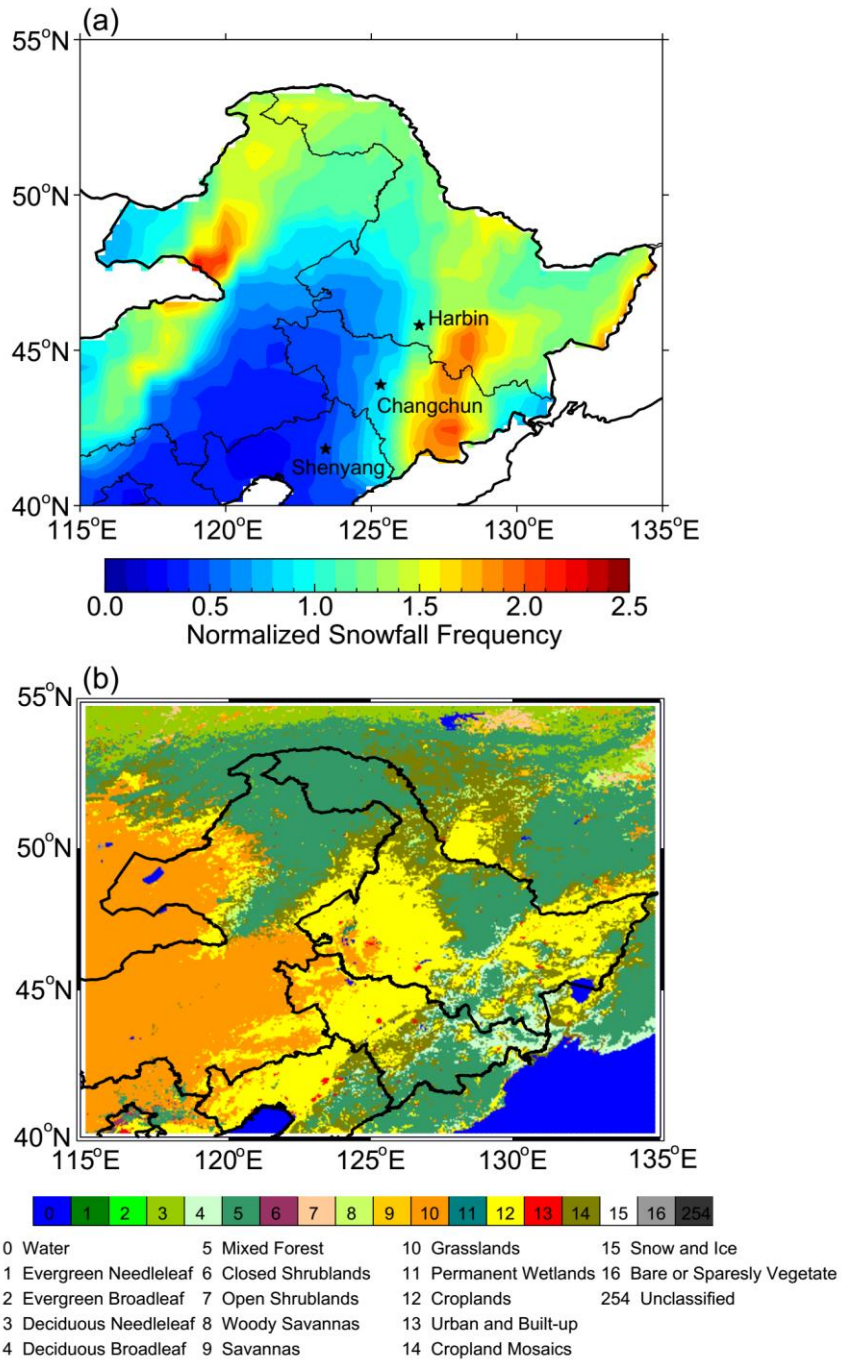 (a)
55°N
50°N
45°N
40°N
Harbin
Changchun
Shenyang
115°E 120°E 125°E 130°E 135°E
0.0 0.5 1.0 1.5 2.0 2.5
Normalized Snowfall Frequency
(b)
55°N
50°N
45°N
40°N
115°E 120°E 125°E 130°E 135°E
0 1 2 3 4 5 6 7 8 9 10 11 12 13 14 15 16 254
0 Water 5 Mixed Forest 10 Grasslands 15 Snow and Ice
1 Evergreen Needleleaf 6 Closed Shrublands 11 Permanent Wetlands 16 Bare or Sparesly Vegetate
2 Evergreen Broadleaf 7 Open Shrublands 12 Croplands 254 Unclassified
3 Deciduous Needleleaf 8 Woody Savannas 13 Urban and Built-up
4 Deciduous Broadleaf 9 Savannas 14 Cropland Mosaics